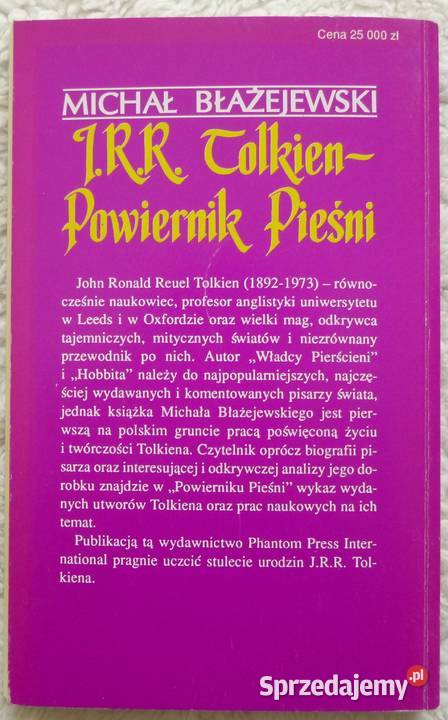 Cena 25 000 zł
MICHAŁ BŁAŻEJEWSKI
J.R.R. Tolkien–
Powiernik Pieśni
John Ronald Reuel Tolkien (1892-1973) – równo-
cześnie naukowiec, profesor anglistyki uniwersytetu
w Leeds i w Oxfordzie oraz wielki mag, odkrywca
tajemniczych, mitycznych światów i niezrównany
przewodnik po nich. Autor „Władcy Pierścieni”
i „Hobbita” należy do najpopularniejszych, najczę-
ściej wydawanych i komentowanych pisarzy świata,
jednak książka Michała Błażejewskiego jest pier-
wszą na polskim gruncie pracą poświęconą życiu
i twórczości Tolkiena. Czytelnik oprócz biografii pi-
sarza oraz interesującej i odkrywczej analizy jego do-
robku znajdzie w „Powierniku Pieśni” wykaz wyda-
nych utworów Tolkiena oraz prac naukowych na ich
temat.
Publikacją tą wydawnictwo Phantom Press Inter-
national pragnie uczcić stulecie urodzin J.R.R. Tol-
kiena.
Sprzedajemy.pl